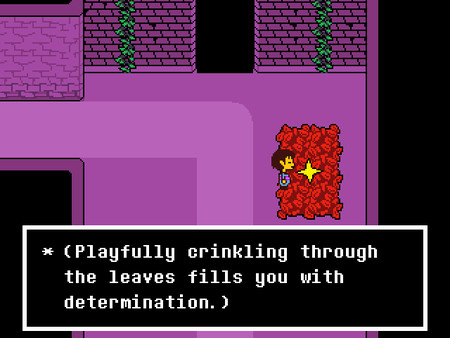 * (Playfully crinkling through
the leaves fills you with
determination.)